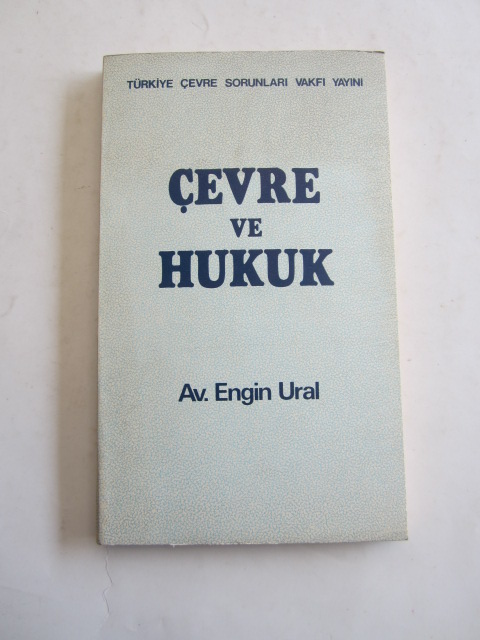 TÜRKİYE ÇEVRE SORUNLARI VAKFI YAYINI
ÇEVRE
VE
HUKUK
Av. Engin Ural